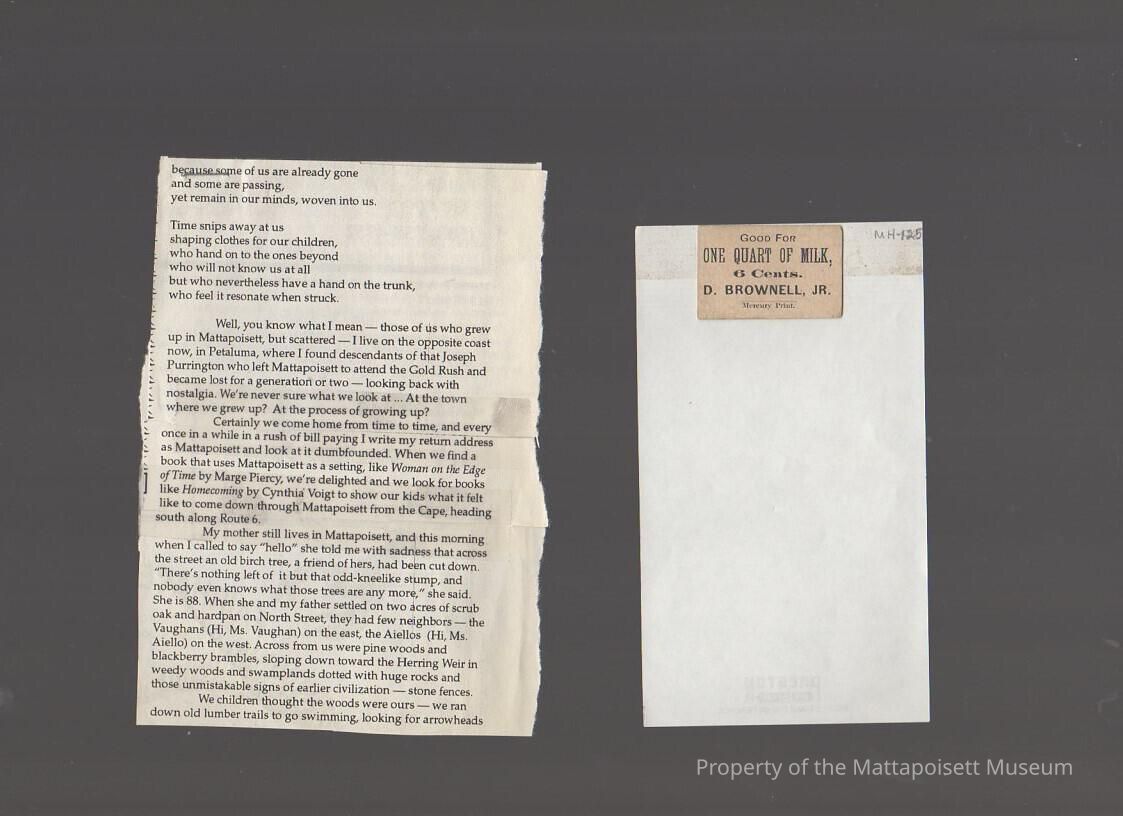 because some of us are already gone
and some are passing,
yet remain in our minds, woven into us.
Time snips away at us
shaping clothes for our children,
who hand on to the ones beyond
who will not know us at all
but who nevertheless have a hand on the trunk,
who feel it resonate when struck.
Well, you know what I mean — those of us who grew
up in Mattapoisett, but scattered — I live on the opposite coast
now, in Petaluma, where I found descendants of that Joseph
Purrington who left Mattapoisett to attend the Gold Rush and
became lost for a generation or two — looking back with
nostalgia. We're never sure what we look at ... At the town
where we grew up? At the process of growing up?
Certainly we come home from time to time, and every
once in a while in a rush of bill paying I write my return address
as Mattapoisett and look at it dumbfounded. When we find a
book that uses Mattapoisett as a setting, like Woman on the Edge
of Time by Marge Piercy, we're delighted and we look for books
like Homecoming by Cynthia Voigt to show our kids what it felt
like to come down through Mattapoisett from the Cape, heading
south along Route 6.
My mother still lives in Mattapoisett, and this morning
when I called to say "hello" she told me with sadness that across
the street an old birch tree, a friend of hers, had been cut down.
"There's nothing left of it but that odd-kneelike stump, and
nobody even knows what those trees are any more," she said.
She is 88. When she and my father settled on two acres of scrub
oak and hardpan on North Street, they had few neighbors — the
Vaughans (Hi, Ms. Vaughan) on the east, the Aiellos (Hi, Ms.
Aiello) on the west. Across from us were pine woods and
blackberry brambles, sloping down toward the Herring Weir in
weedy woods and swamplands dotted with huge rocks and
those unmistakable signs of earlier civilization — stone fences.
We children thought the woods were ours — we ran
down old lumber trails to go swimming, looking for arrowheads
MH-125
GOOD FOR
ONE QUART OF MILK,
6 Cents.
D. BROWNELL, JR.
Mercury Print.
Property of the Mattapoisett Museum